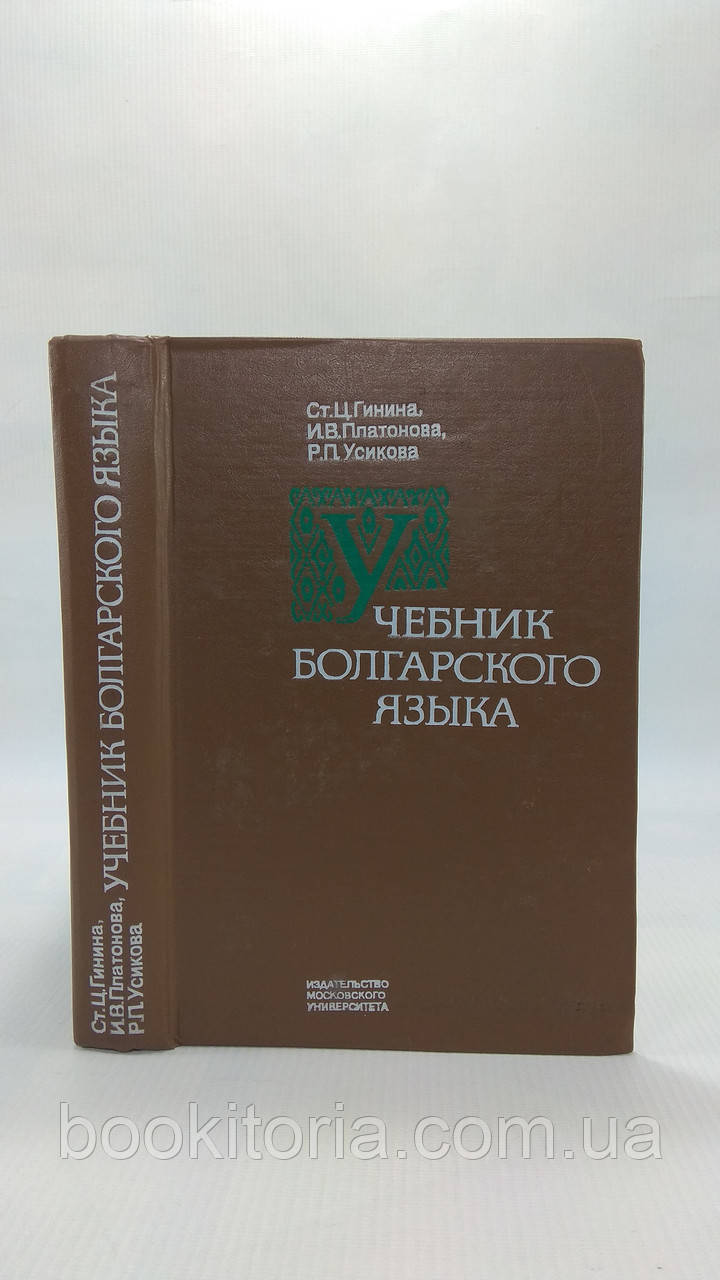 Ст.Ц.Гинина,
И.В.Платонова,
Р.П.Усикова
УЧЕБНИК БОЛГАРСКОГО ЯЗЫКА
Ст.Ц.Гинина,
И.В.Платонова,
Р.П.Усикова
УЧЕБНИК
БОЛГАРСКОГО
ЯЗЫКА
ИЗДАТЕЛЬСТВО
МОСКОВСКОГО
УНИВЕРСИТЕТА
bookitoria.com.ua